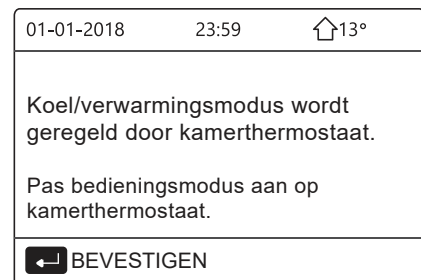 01-01-2018 23:59 13°
Koel/verwarmingsmodus wordt
geregeld door kamerthermostaat.
Pas bedieningsmodus aan op
kamerthermostaat.
BEVESTIGEN